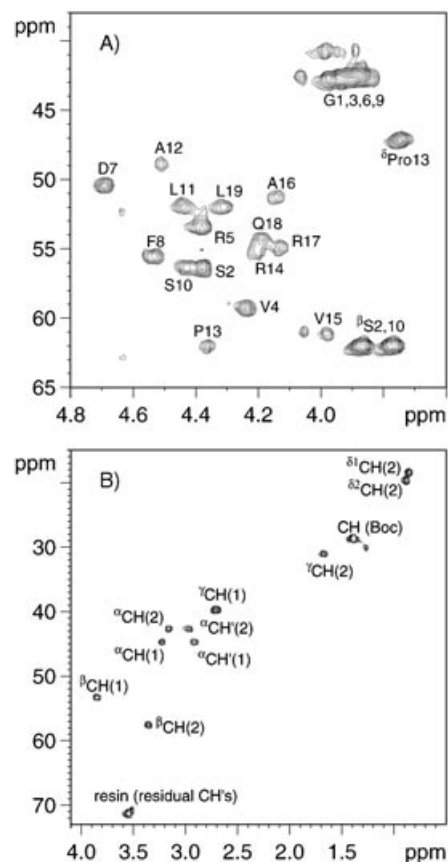 ppm
A)
45
50
55
60
65
G1,3,6,9
δPro13
A12
D7
L11
L19
A16
R5
Q18
R17
F8
S2
R14
S10
V4
V15
βS2,10
P13
4.8 4.6 4.4 4.2 4.0 ppm
ppm
B)
30
40
50
60
70
δ1CH(2)
δ2CH(2)
CH (Boc)
γCH(2)
γCH(1)
αCH(2)
αCH'(2)
αCH(1)
αCH'(1)
βCH(1)
βCH(2)
resin (residual CH's)
4.0 3.5 3.0 2.5 2.0 1.5 ppm